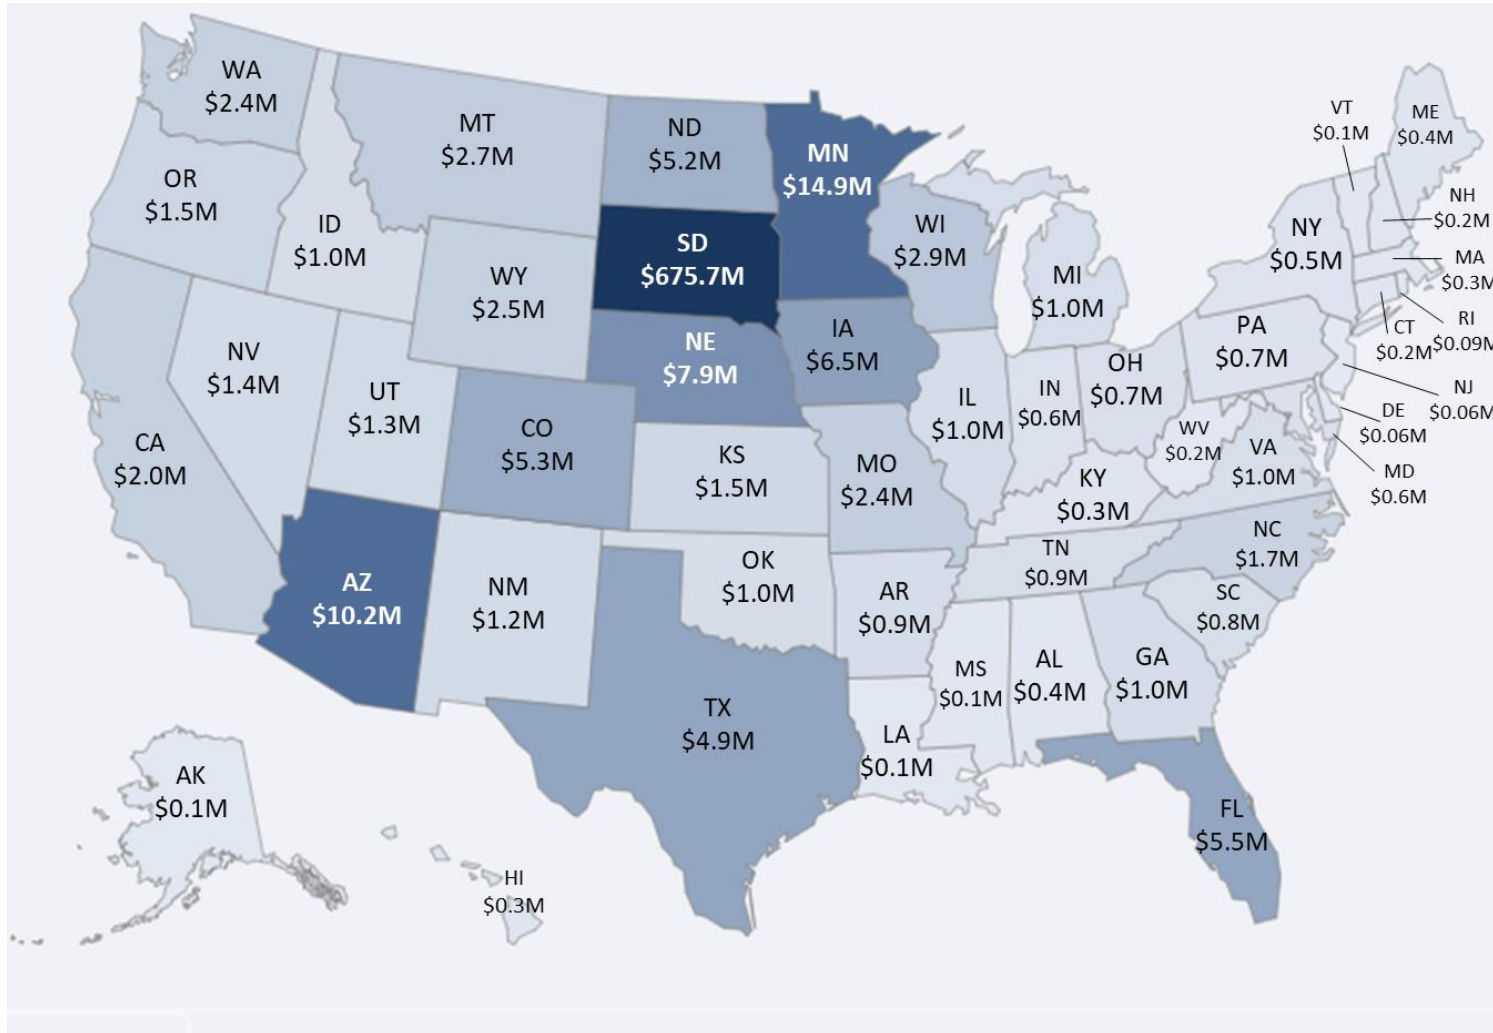 WA
$2.4M
MT
$2.7M
ND
$5.2M
MN
$14.9M
VT
$0.1M
ME
$0.4M
OR
$1.5M
ID
$1.0M
WY
$2.5M
SD
$675.7M
WI
$2.9M
MI
$1.0M
NY
$0.5M
NH
$0.2M
MA
$0.3M
RI
$0.09M
CT
$0.2M
NV
$1.4M
UT
$1.3M
CO
$5.3M
NE
$7.9M
IA
$6.5M
IL
$1.0M
IN
$0.6M
OH
$0.7M
PA
$0.7M
NJ
$0.06M
DE
$0.06M
MD
$0.6M
CA
$2.0M
KS
$1.5M
MO
$2.4M
KY
$0.3M
WV
$0.2M
VA
$1.0M
AZ
$10.2M
NM
$1.2M
OK
$1.0M
AR
$0.9M
TN
$0.9M
NC
$1.7M
SC
$0.8M
TX
$4.9M
LA
$0.1M
MS
$0.1M
AL
$0.4M
GA
$1.0M
FL
$5.5M
AK
$0.1M
HI
$0.3M